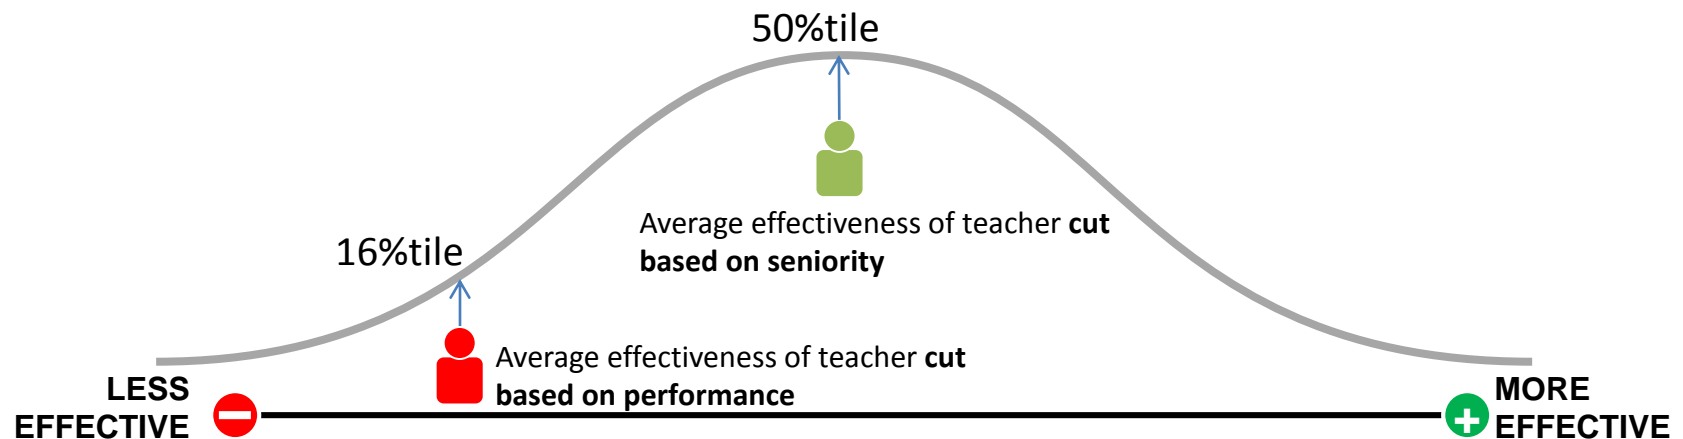 50%tile
Average effectiveness of teacher cut
based on seniority
16%tile
Average effectiveness of teacher cut
based on performance
LESS
EFFECTIVE
MORE
EFFECTIVE